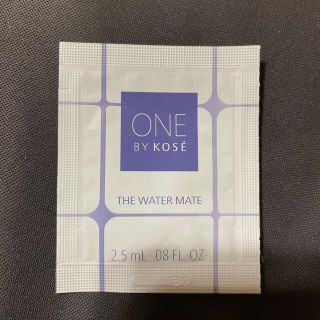 ONE
BY KOSÉ
THE WATER MATE
2.5 mL .08 FL. OZ.